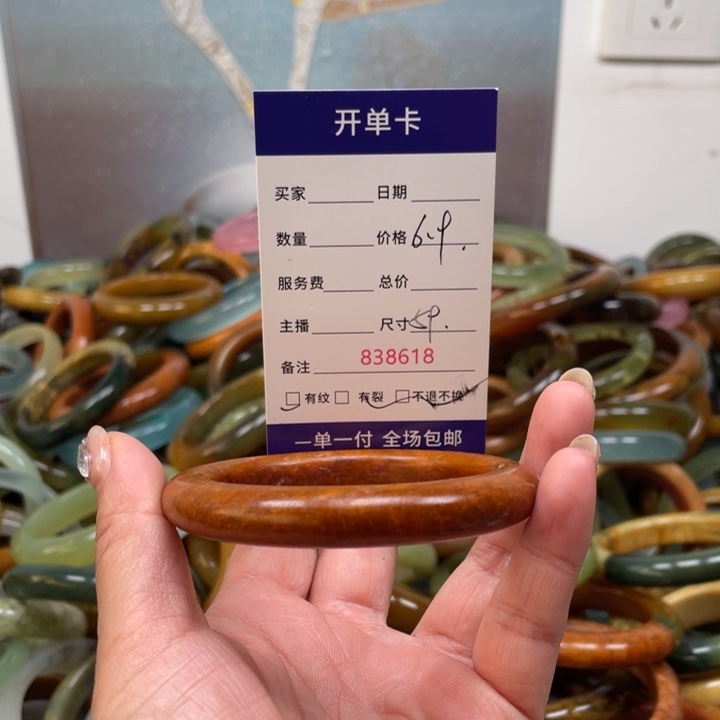 开单卡
买家 日期
数量 价格 69.
服务费 总价
主播 尺寸 59.
备注 838618
有纹 有裂 不退不换
一单一付 全场包邮